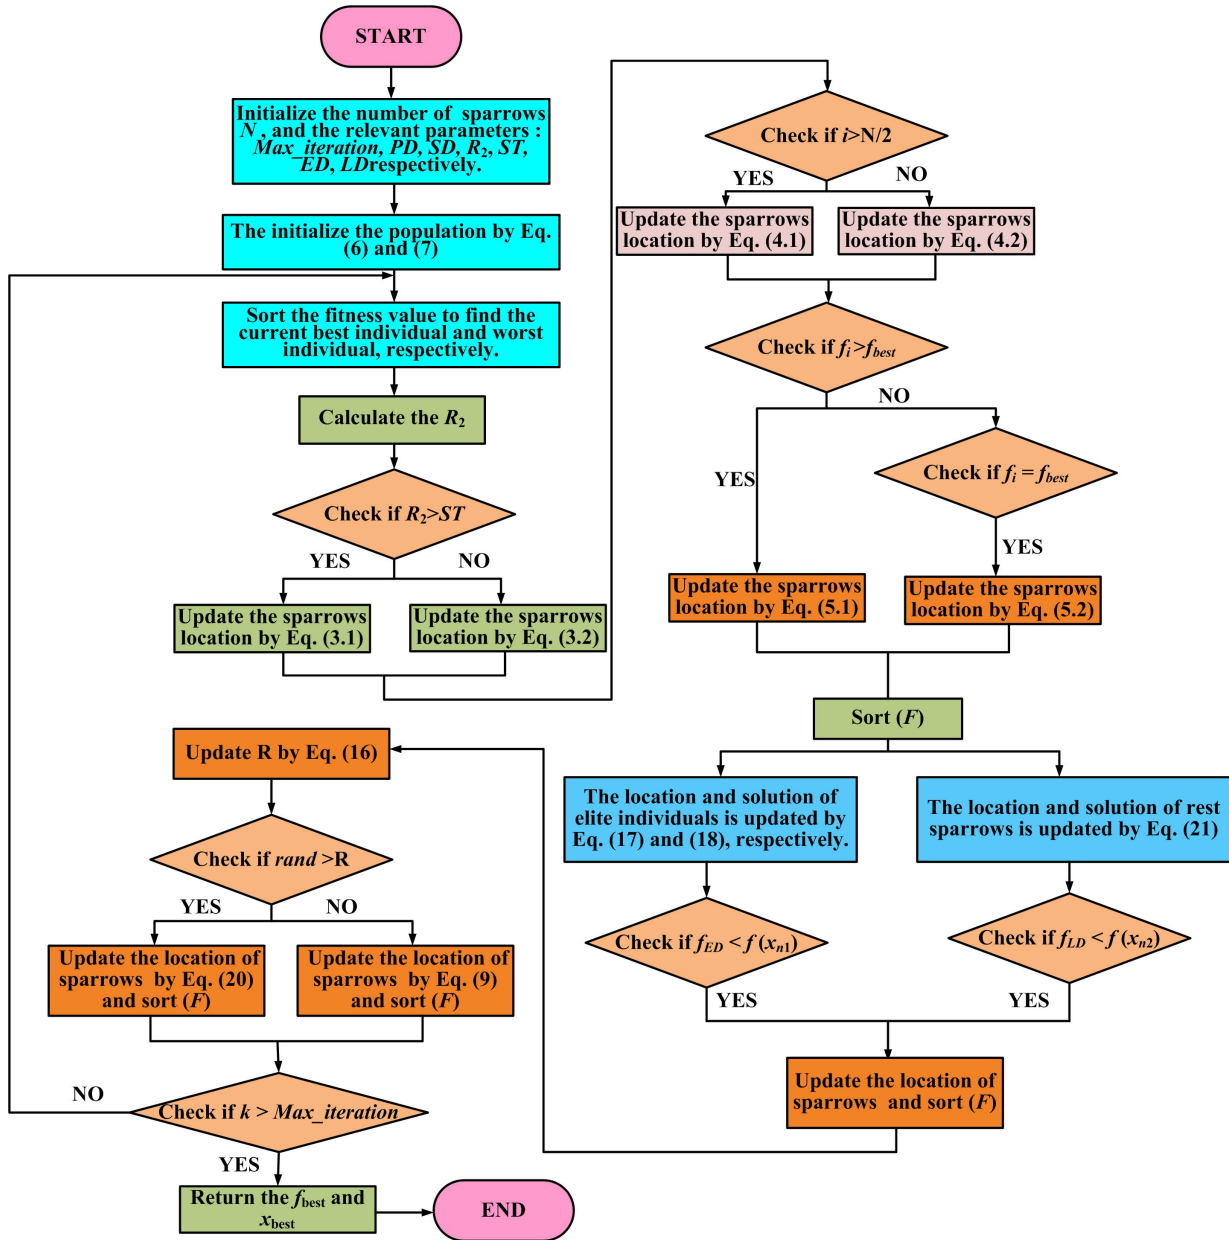 START
Initialize the number of sparrows
N , and the relevant parameters :
Max_iteration, PD, SD, R2, ST,
ED, LDrespectively.
The initialize the population by Eq.
(6) and (7)
Sort the fitness value to find the
current best individual and worst
individual, respectively.
Calculate the R2
Check if R2>ST
YES
NO
Update the sparrows
location by Eq. (3.1)
Update the sparrows
location by Eq. (3.2)
Check if i>N/2
YES
NO
Update the sparrows
location by Eq. (4.1)
Update the sparrows
location by Eq. (4.2)
Check if fi >fbest
NO
YES
Check if fi = fbest
YES
Update the sparrows
location by Eq. (5.1)
Update the sparrows
location by Eq. (5.2)
Sort (F)
The location and solution of
elite individuals is updated by
Eq. (17) and (18), respectively.
The location and solution of rest
sparrows is updated by Eq. (21)
Check if fED < f (xn1)
Check if fLD < f (xn2)
YES
YES
Update the location of
sparrows and sort (F)
Update R by Eq. (16)
Check if rand >R
YES
NO
Update the location of
sparrows by Eq. (20)
and sort (F)
Update the location of
sparrows by Eq. (9)
and sort (F)
Check if k > Max_iteration
NO
YES
Return the fbest and
xbest
END